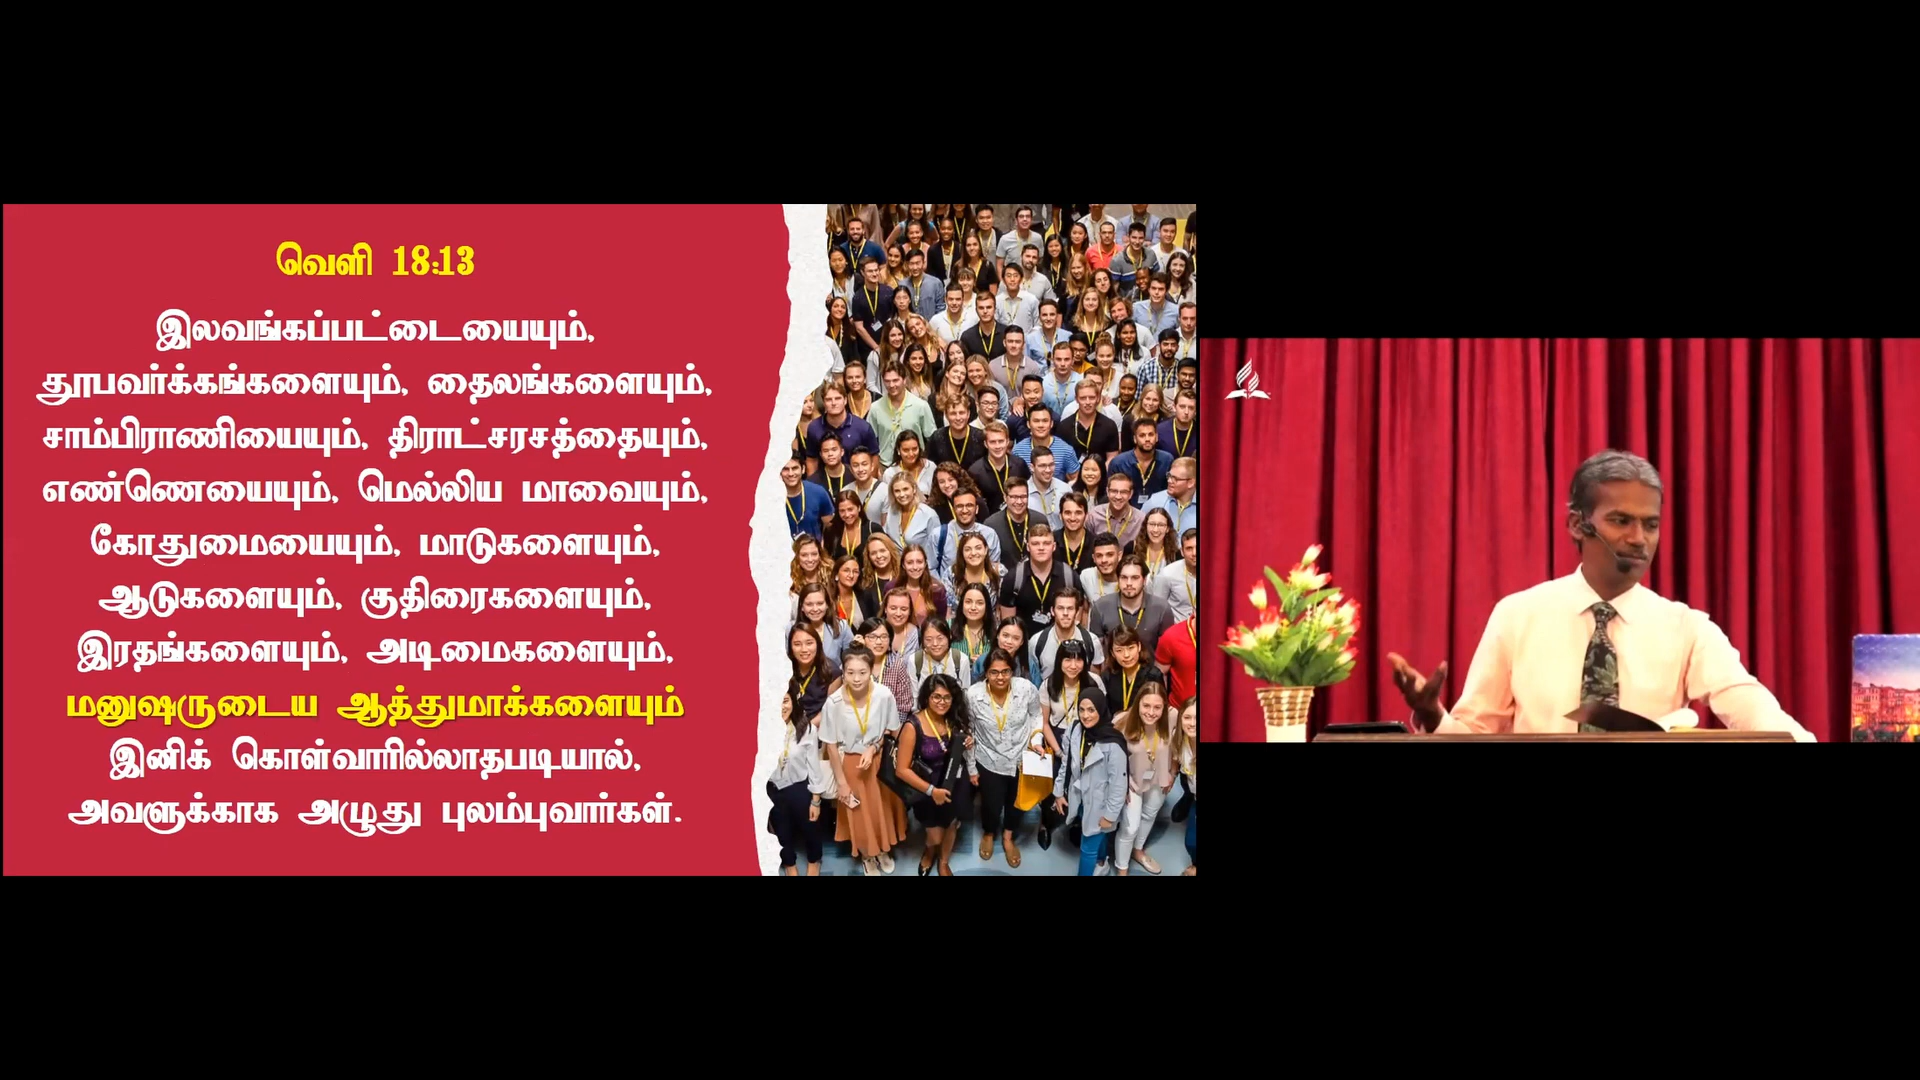 வெளி 18:13
இலவங்கப்பட்டையையும்,
தூபவர்க்கங்களையும், தைலங்களையும்,
சாம்பிராணியையும், திராட்சரசத்தையும்,
எண்ணெயையும், மெல்லிய மாவையும்,
கோதுமையையும், மாடுகளையும்,
ஆடுகளையும், குதிரைகளையும்,
இரதங்களையும், அடிமைகளையும்,
மனுஷருடைய ஆத்துமாக்களையும்
இனிக் கொள்வாரில்லாதபடியால்,
அவளுக்காக அழுது புலம்புவார்கள்.